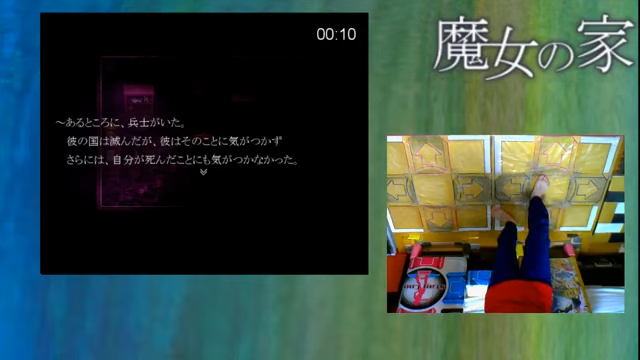 00:10
魔女の家
～あるところに、兵士がいた。
彼の国は滅んだが、彼はそのことに気がつかず
さらには、自分が死んだことにも気がつかなかった。